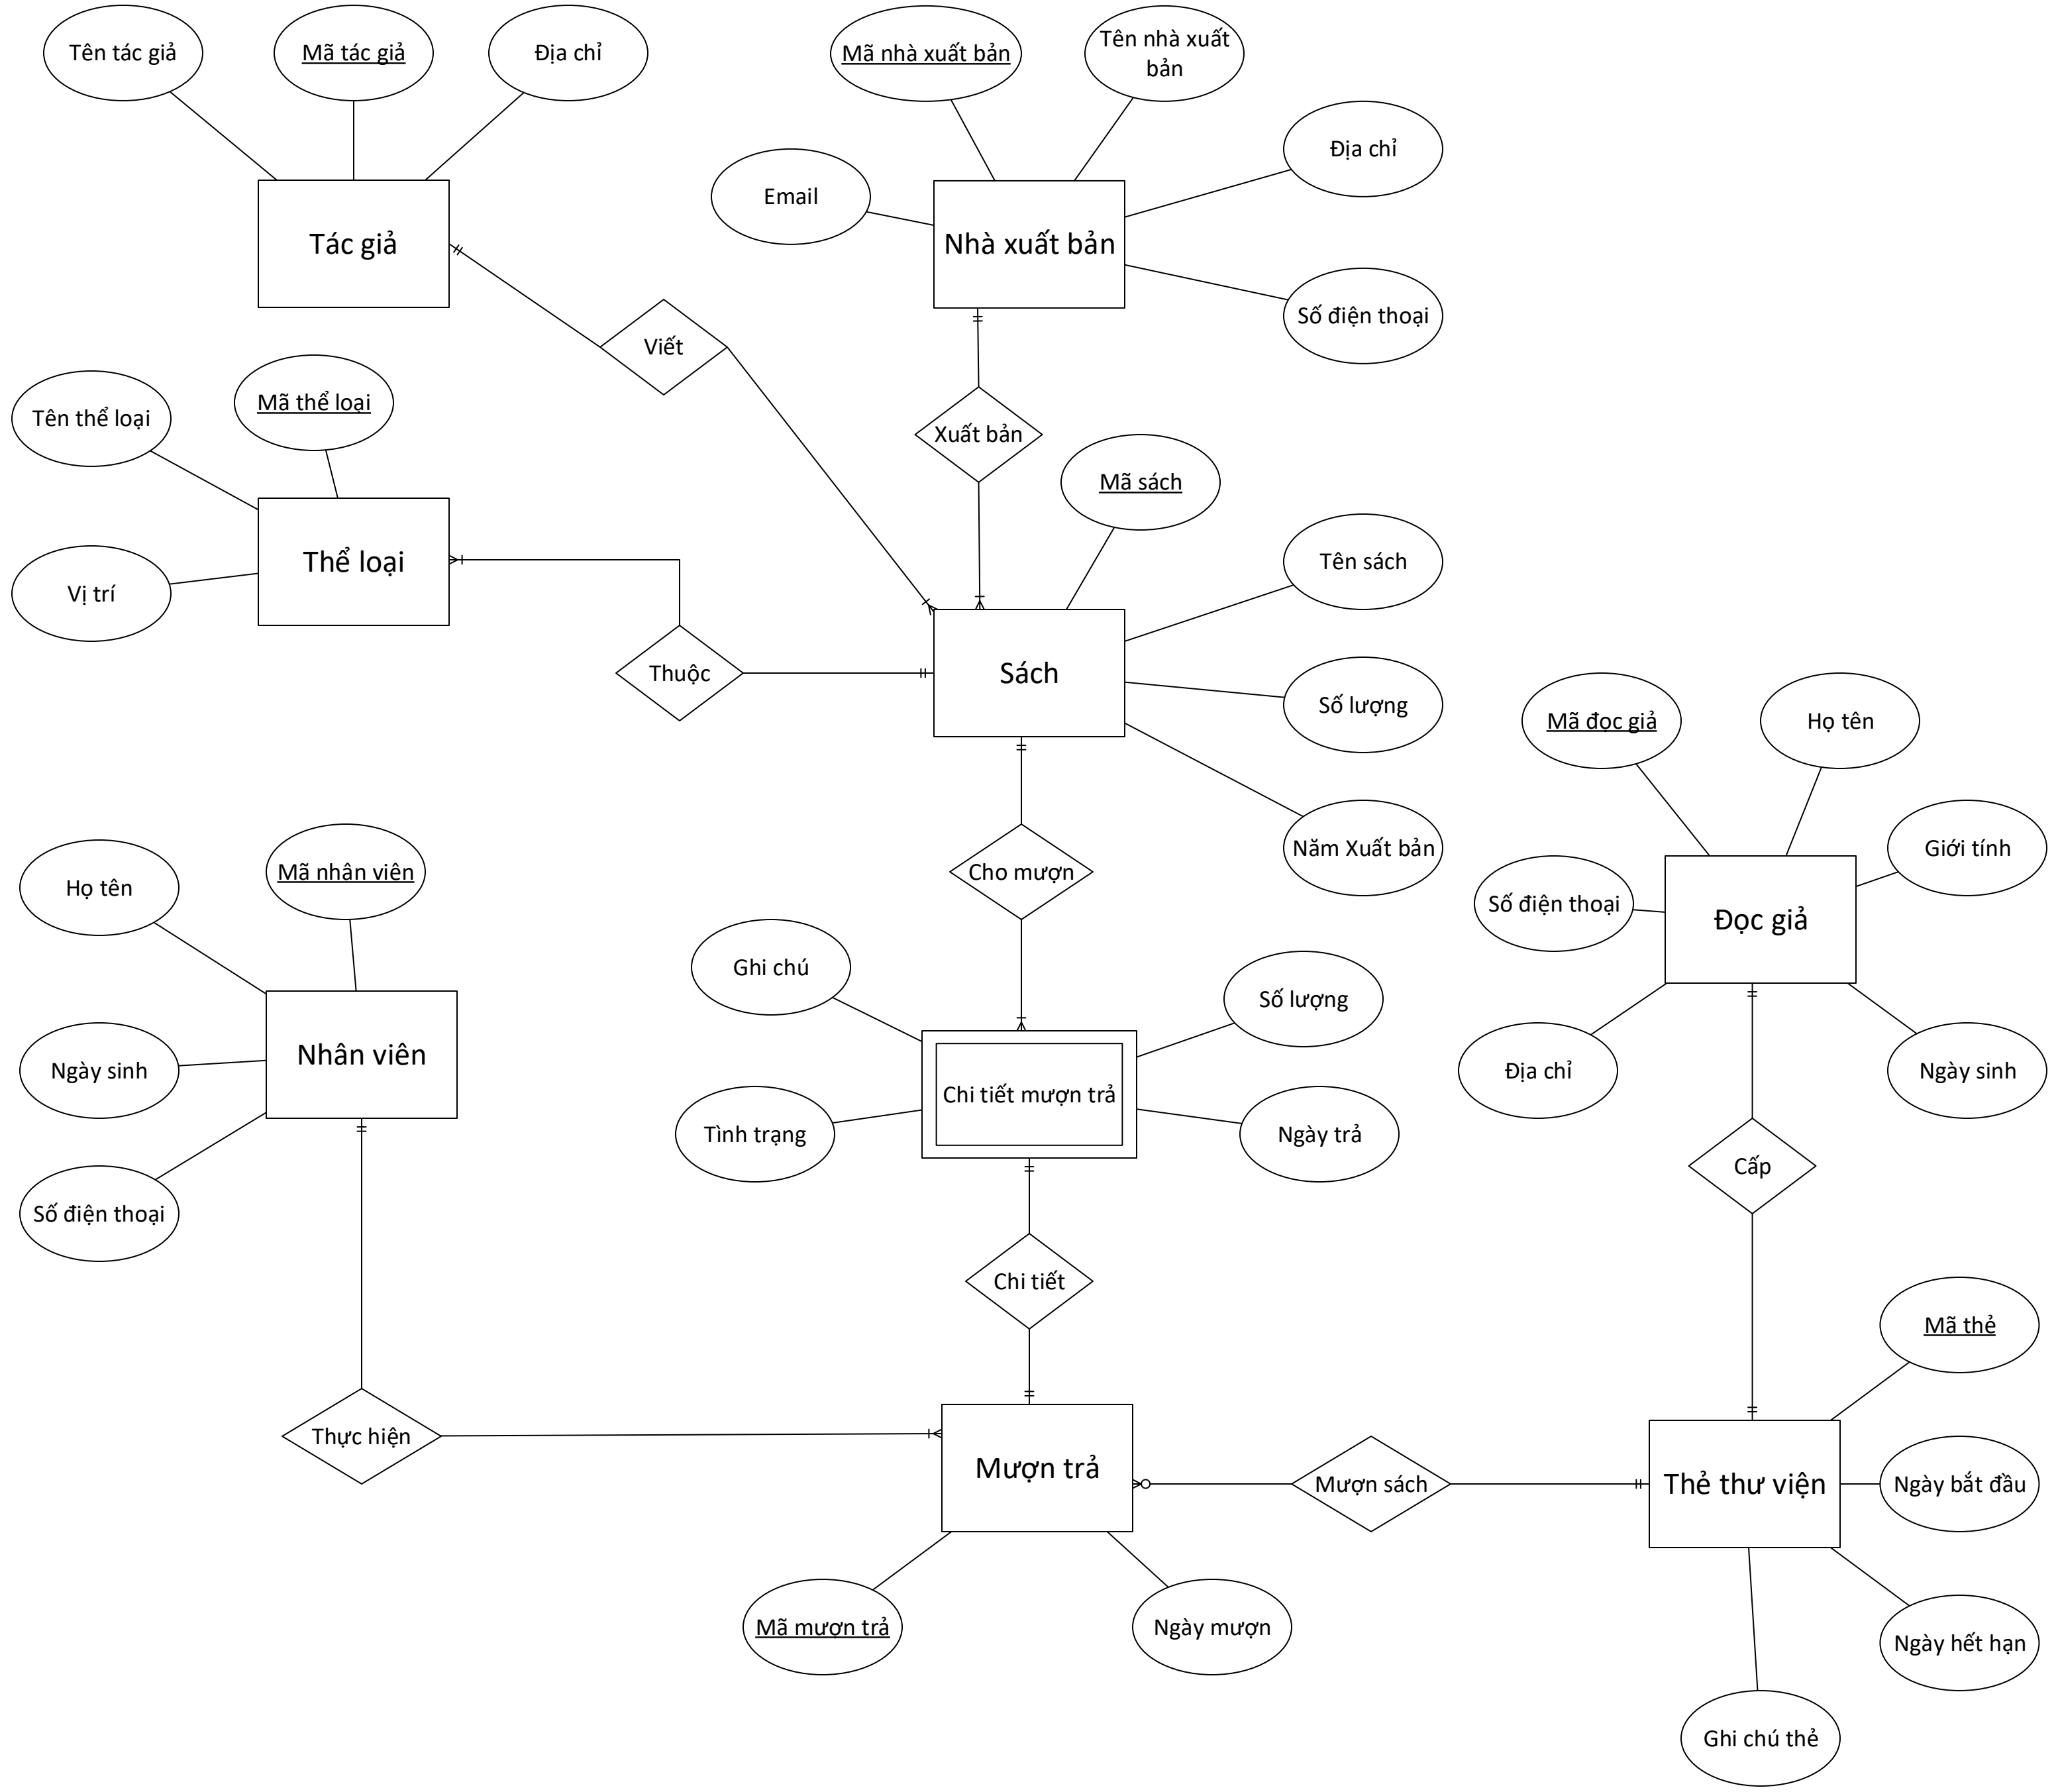 Tên tác giả
Mã tác giả
Địa chỉ
Mã nhà xuất bản
Tên nhà xuất
bản
Địa chỉ
Email
Tác giả
Nhà xuất bản
Số điện thoại
Viết
Mã thể loại
Tên thể loại
Xuất bản
Mã sách
Tên sách
Thể loại
Vị trí
Thuộc
Sách
Số lượng
Mã đọc giả
Họ tên
Năm Xuất bản
Giới tính
Cho mượn
Mã nhân viên
Họ tên
Số điện thoại
Đọc giả
Ghi chú
Số lượng
Nhân viên
Ngày sinh
Địa chỉ
Ngày sinh
Chi tiết mượn trả
Tình trạng
Ngày trả
Cấp
Số điện thoại
Chi tiết
Mã thẻ
Thực hiện
Mượn trả
Mượn sách
Thẻ thư viện
Ngày bắt đầu
Mã mượn trả
Ngày mượn
Ngày hết hạn
Ghi chú thẻ